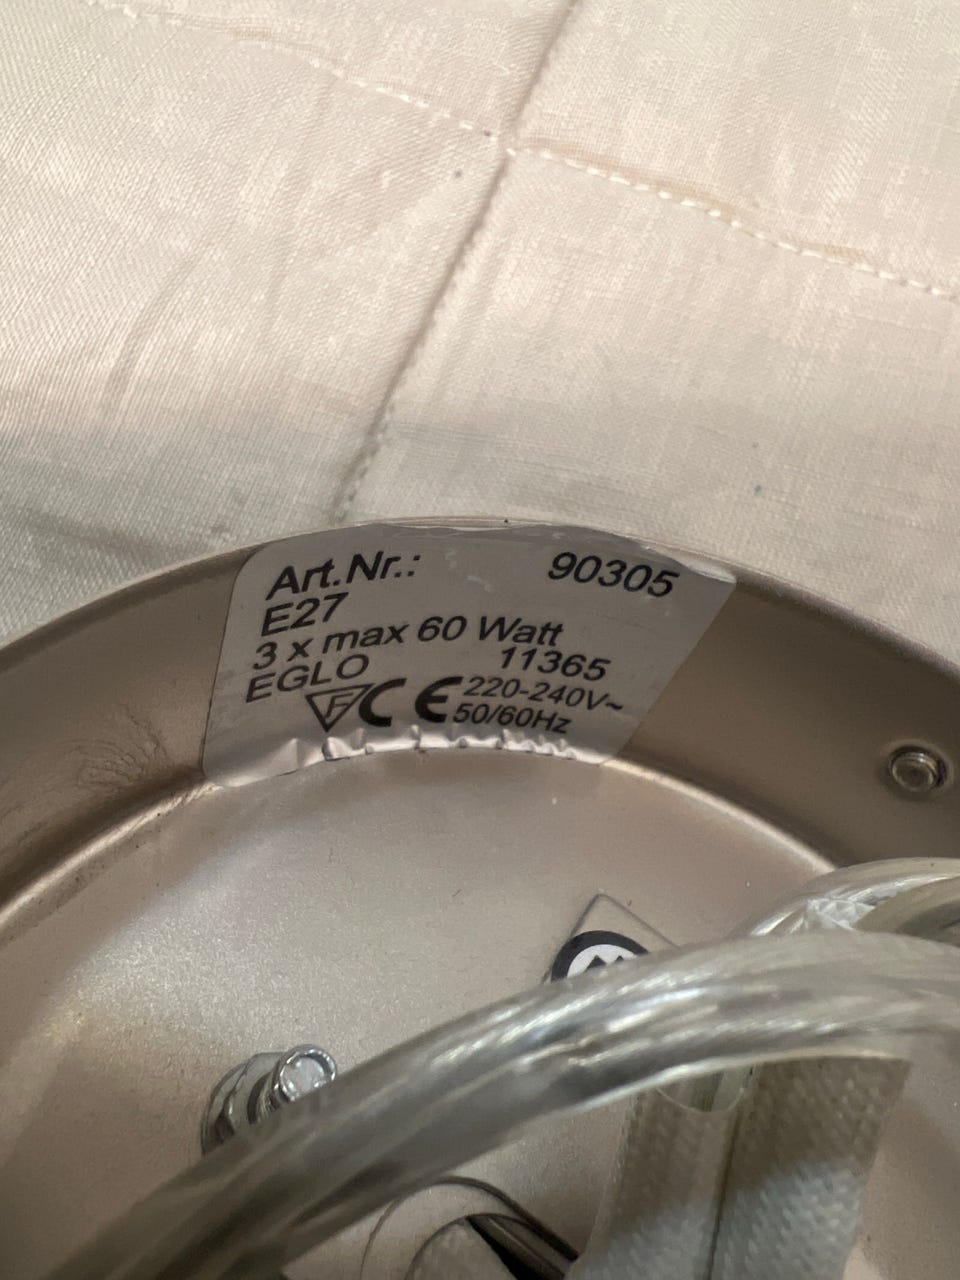 Art.Nr.: 90305
E27
3 x max 60 Watt
EGLO 11365
F CE 220-240V~
50/60Hz